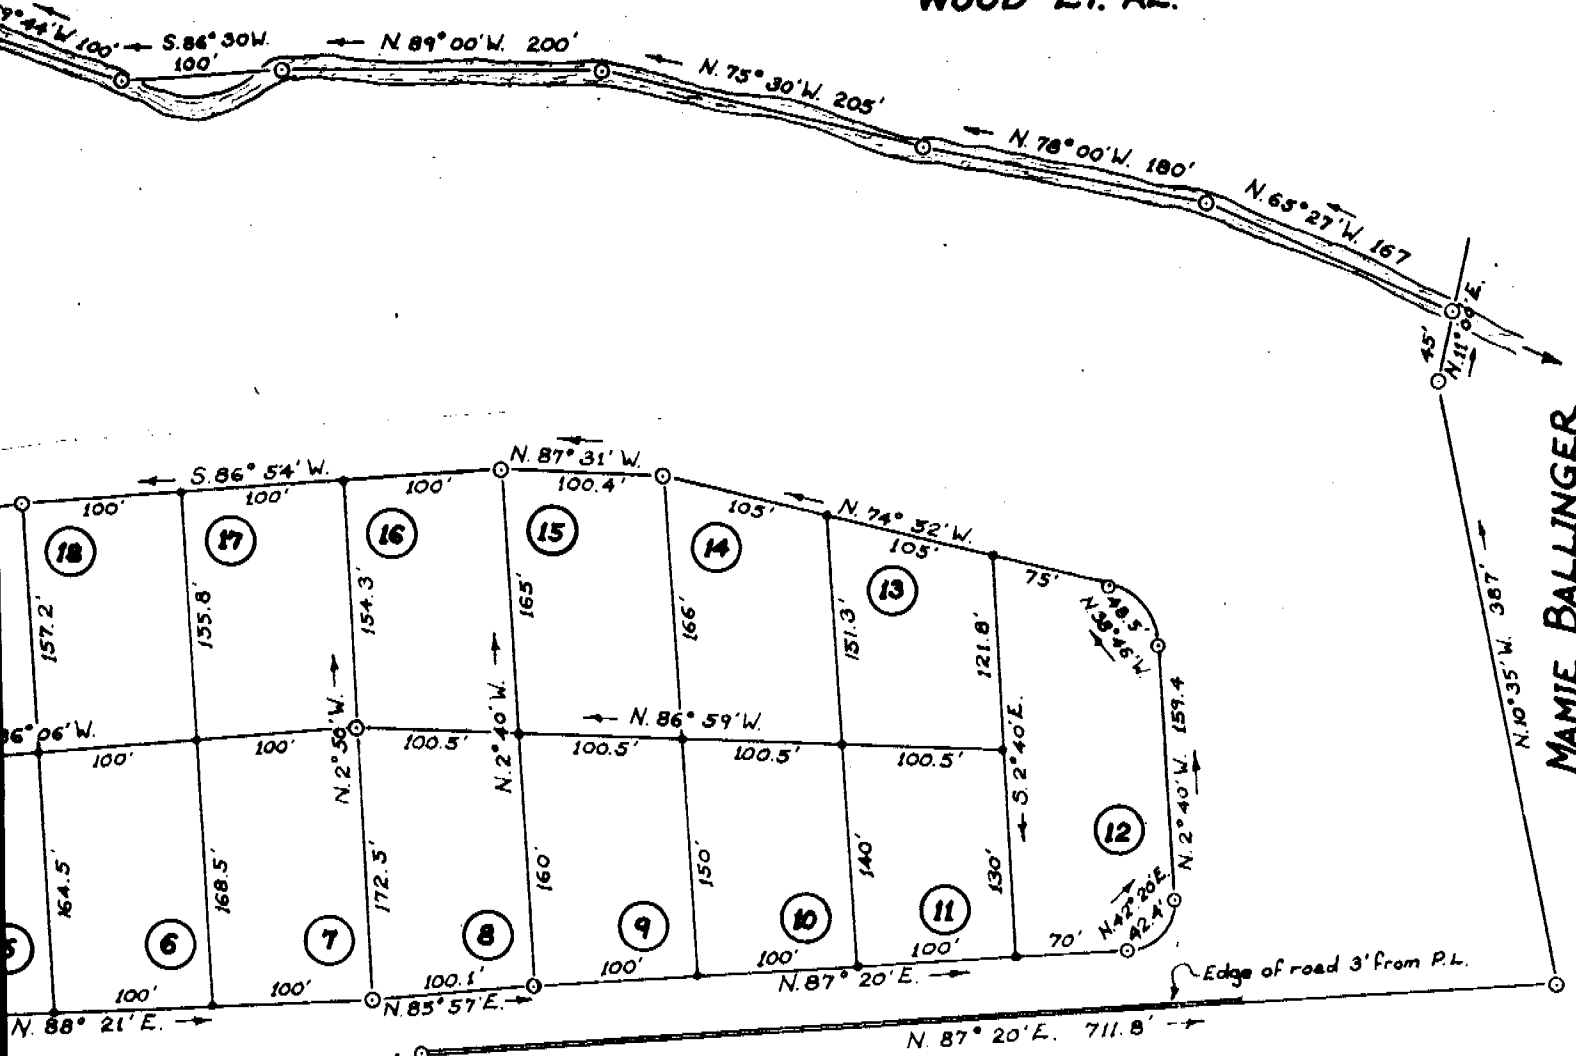 WOOD ET. AL.
9°44'W. 100'
S.86° 30W.
100'
N. 89° 00'W. 200'
N. 75° 30'W. 205'
N. 78° 00'W. 180'
N. 65° 27' W. 167
45'
N. 11° E.
MAMIE BALLINGER
N. 10° 35' W. 387'
S. 86° 54' W.
100'
100'
100'
N. 87° 31' W.
100.4'
105'
N. 74° 52' W.
105'
75'
48.5'
N. 38° 46' W.
18
17
16
15
14
13
157.2'
155.8'
154.3'
165'
166'
151.3'
121.8'
N. 2° 50' W.
N. 2° 40' W.
S. 2° 40' E.
N. 2° 40' W. 159.4
86° 06' W.
100'
100'
100.5'
N. 86° 59' W.
100.5'
100.5'
100.5'
164.5'
168.5'
172.5'
160'
150'
140'
130'
12
5
6
7
8
9
10
11
N. 42° 20' E.
42.4'
100'
100'
100.1'
100'
100'
100'
70'
N. 88° 21' E.
N. 85° 57' E.
N. 87° 20' E.
Edge of road 3' from P.L.
N. 87° 20' E. 711.8'